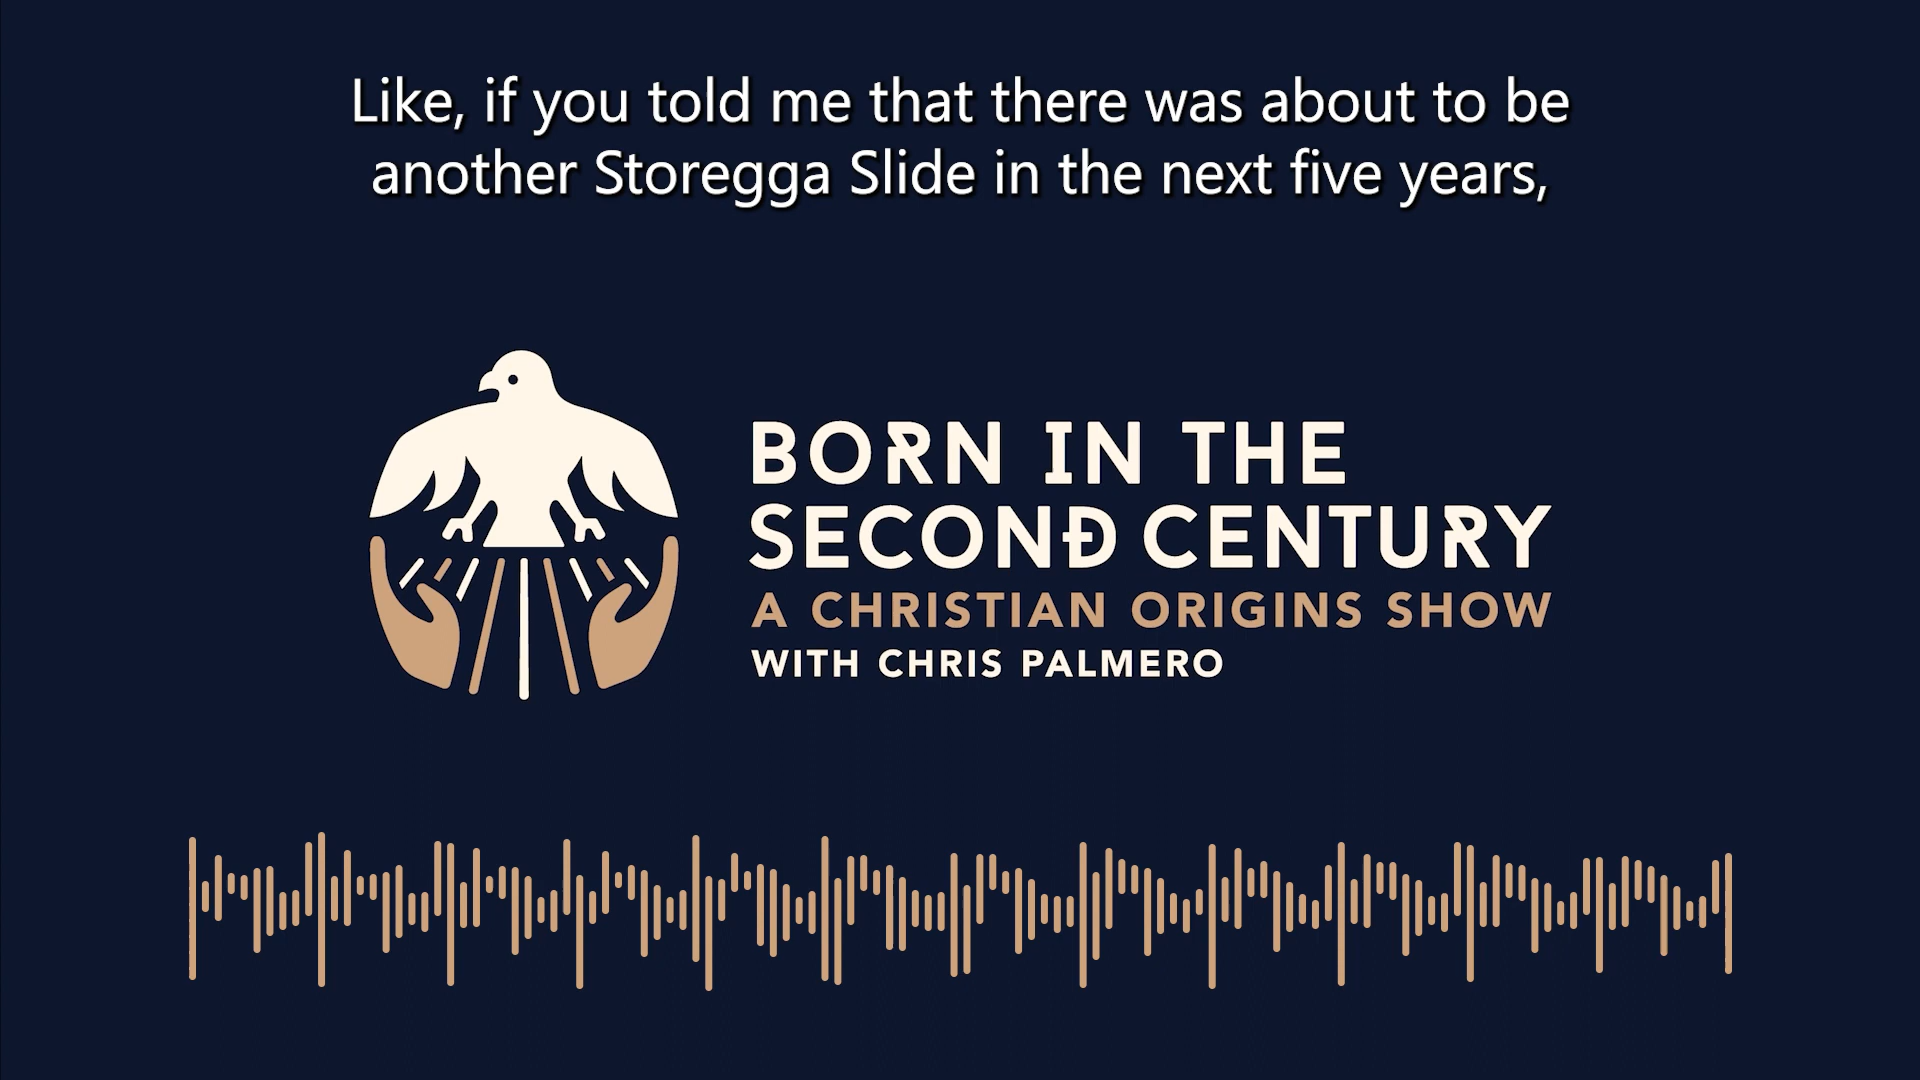 Like, if you told me that there was about to be
another Storegga Slide in the next five years,
BORN IN THE
SECOND CENTURY
A CHRISTIAN ORIGINS SHOW
WITH CHRIS PALMERO